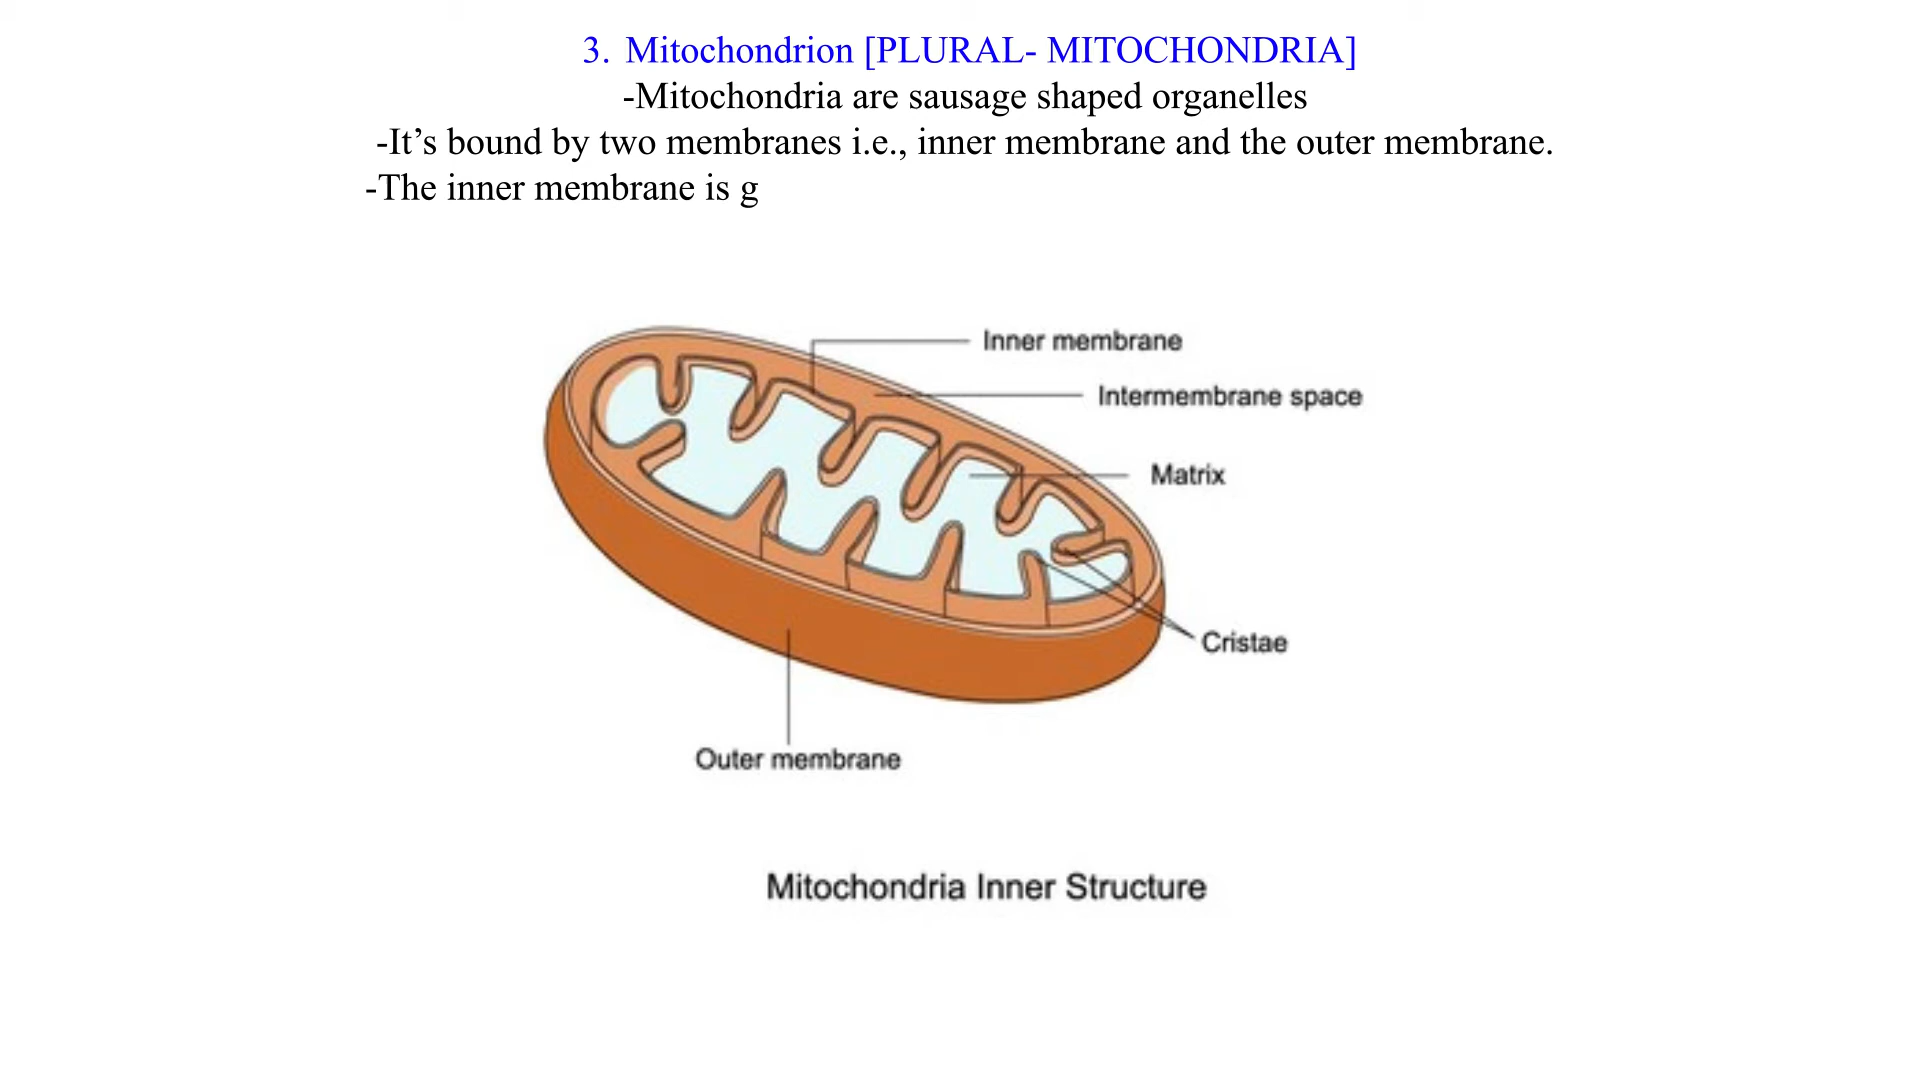 3. Mitochondrion [PLURAL- MITOCHONDRIA]
-Mitochondria are sausage shaped organelles
-It’s bound by two membranes i.e., inner membrane and the outer membrane.
-The inner membrane is g
Inner membrane
Intermembrane space
Matrix
Cristae
Outer membrane
Mitochondria Inner Structure